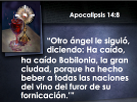 Apocalipsis 14:8
“Otro ángel le siguió,
diciendo: Ha caído,
ha caído Babilonia, la gran
ciudad, porque ha hecho
beber a todas las naciones
del vino del furor de su
fornicación.”